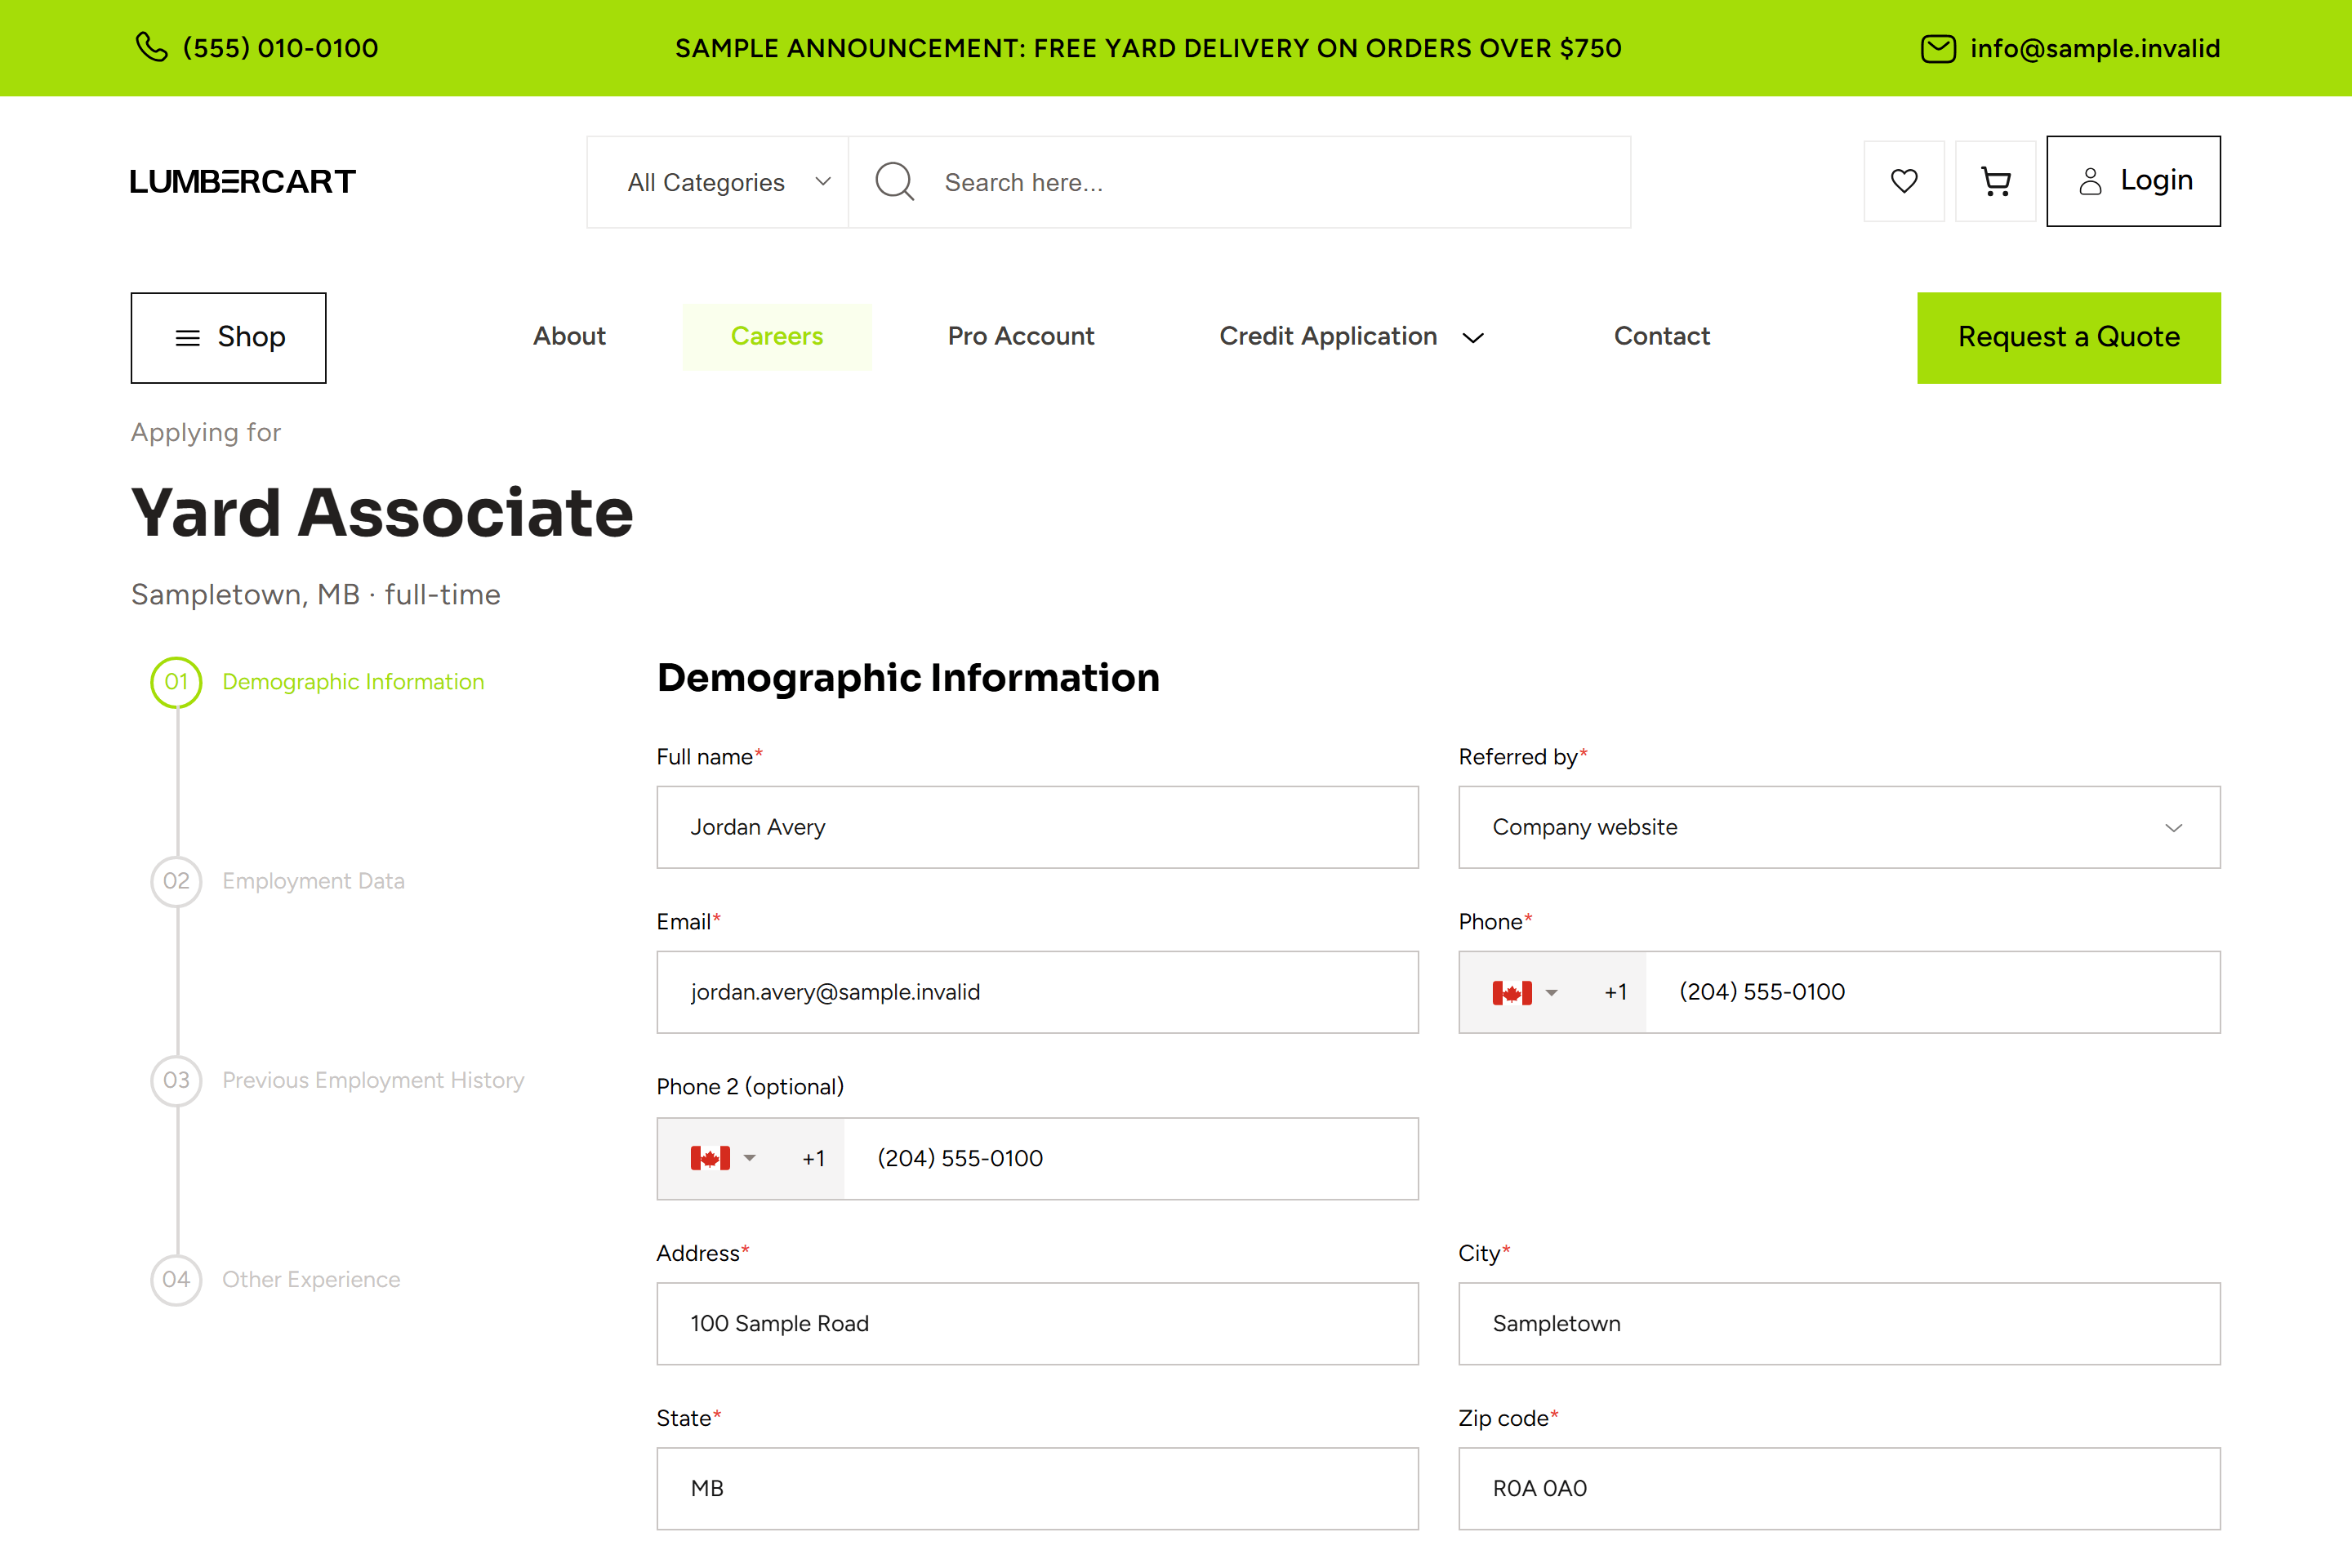 (555) 010-0100
SAMPLE ANNOUNCEMENT: FREE YARD DELIVERY ON ORDERS OVER $750
info@sample.invalid
LUMBERCART
All Categories
Search here...
Login
Shop
About
Careers
Pro Account
Credit Application
Contact
Request a Quote
Applying for
Yard Associate
Sampletown, MB · full-time
01 Demographic Information
02 Employment Data
03 Previous Employment History
04 Other Experience
Demographic Information
Full name*
Jordan Avery
Referred by*
Company website
Email*
jordan.avery@sample.invalid
Phone*
+1 (204) 555-0100
Phone 2 (optional)
+1 (204) 555-0100
Address*
100 Sample Road
City*
Sampletown
State*
MB
Zip code*
R0A 0A0